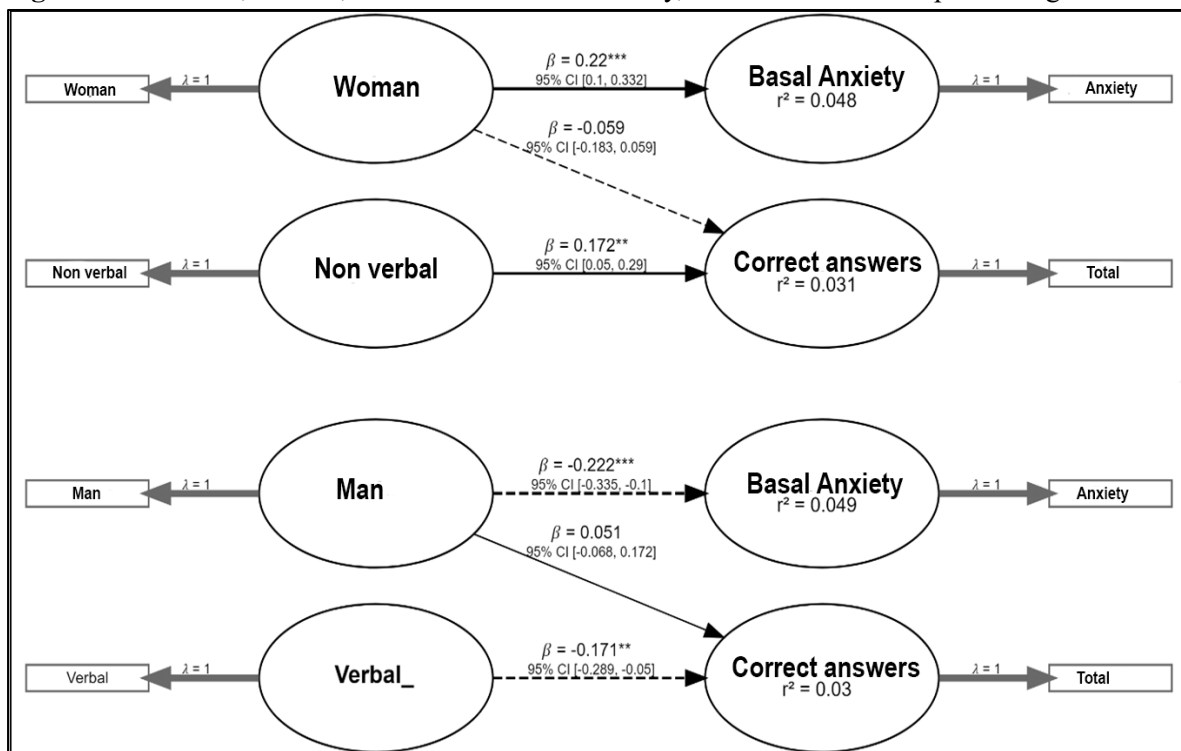 Woman
λ = 1
Woman
β = 0.22***
95% CI [0.1, 0.332]
Basal Anxiety
r² = 0.048
λ = 1
Anxiety
β = -0.059
95% CI [-0.183, 0.059]
Non verbal
λ = 1
Non verbal
β = 0.172**
95% CI [0.05, 0.29]
Correct answers
r² = 0.031
λ = 1
Total
Man
λ = 1
Man
β = -0.222***
95% CI [-0.335, -0.1]
Basal Anxiety
r² = 0.049
λ = 1
Anxiety
β = 0.051
95% CI [-0.068, 0.172]
Verbal
λ = 1
Verbal_
β = -0.171**
95% CI [-0.289, -0.05]
Correct answers
r² = 0.03
λ = 1
Total